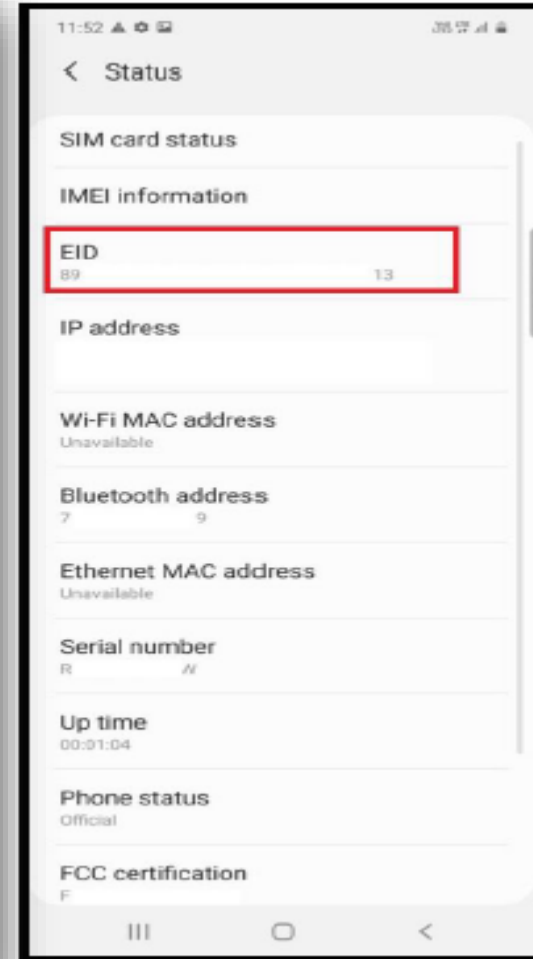 11:52
Status
SIM card status
IMEI information
EID
89 13
IP address
Wi-Fi MAC address
Unavailable
Bluetooth address
7 9
Ethernet MAC address
Unavailable
Serial number
R N
Up time
00:01:04
Phone status
Official
FCC certification
F